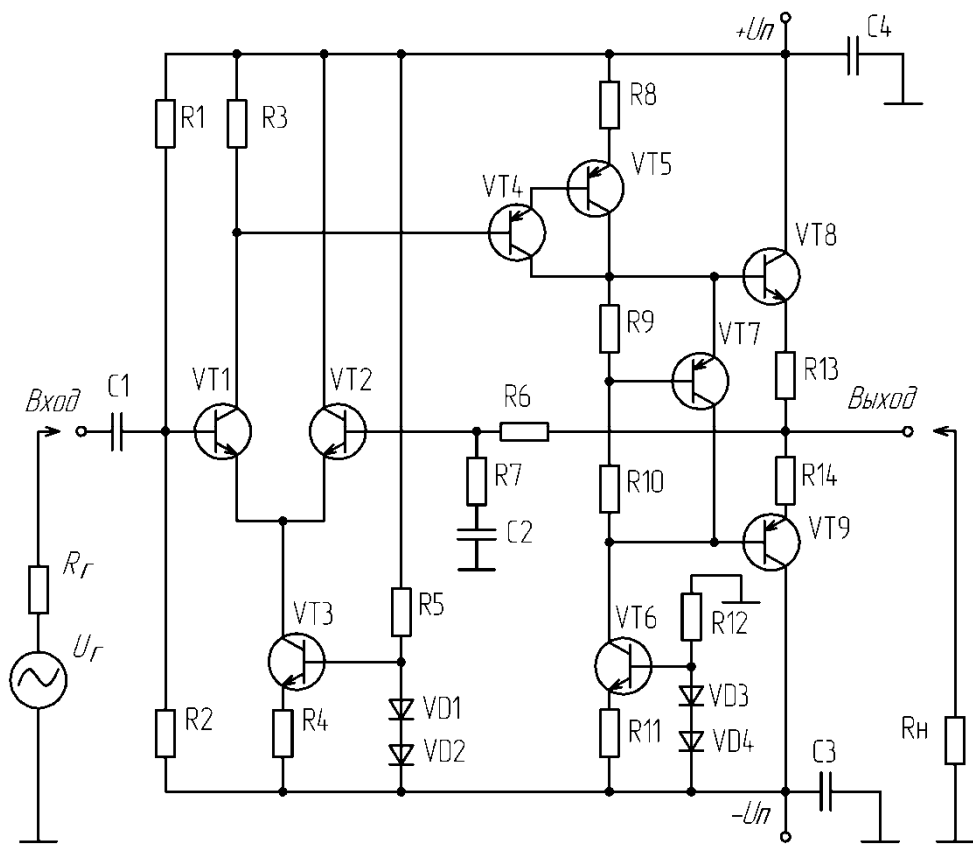 +Uп
C4
R1
R3
R8
VT5
VT4
VT8
R9
VT7
R13
C1
VT1
VT2
R6
Вход
Выход
R7
R10
R14
C2
VT9
Rг
R5
VT3
VT6
R12
Uг
VD1
VD3
R2
R4
VD2
R11
VD4
C3
Rн
–Uп